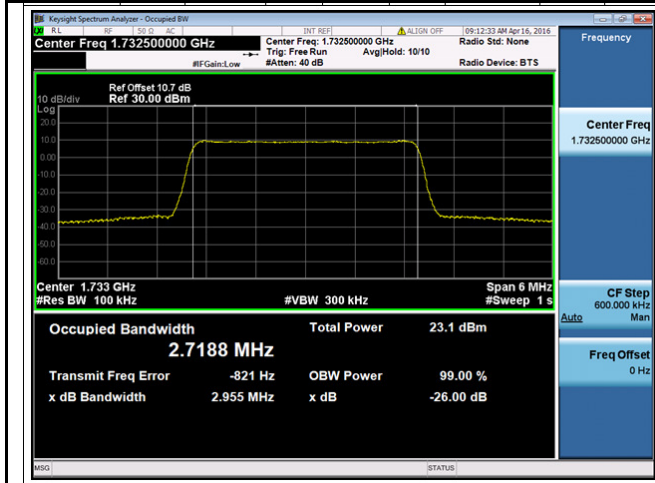 Keysight Spectrum Analyzer - Occupied BW
RL RF 50 Ω AC INT REF ALIGN OFF 09:12:33 AM Apr 16, 2016
Center Freq 1.732500000 GHz
Center Freq: 1.732500000 GHz
Radio Std: None
Trig: Free Run Avg|Hold: 10/10
#IFGain:Low
#Atten: 40 dB
Radio Device: BTS
Frequency
Ref Offset 10.7 dB
10 dB/div Ref 30.00 dBm
Log
20.0
10.0
0.00
-10.0
-20.0
-30.0
-40.0
-50.0
-60.0
Center 1.733 GHz
Span 6 MHz
#Res BW 100 kHz
#VBW 300 kHz
#Sweep 1 s
Occupied Bandwidth
Total Power 23.1 dBm
2.7188 MHz
Transmit Freq Error -821 Hz
OBW Power 99.00 %
x dB Bandwidth 2.955 MHz
x dB -26.00 dB
Center Freq
1.732500000 GHz
CF Step
600.000 kHz
Auto Man
Freq Offset
0 Hz
MSG
STATUS